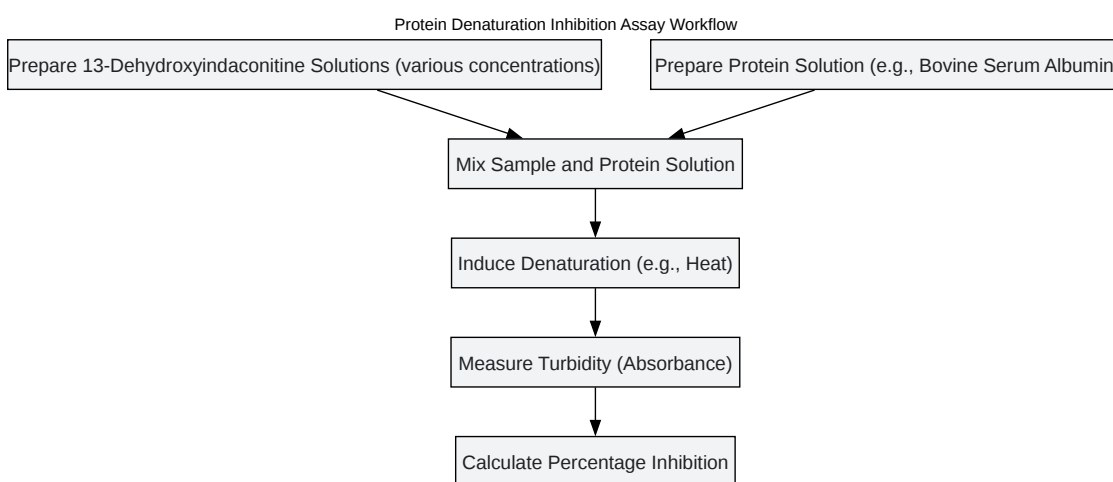 Protein Denaturation Inhibition Assay Workflow
Prepare 13-Dehydroxyindaconitine Solutions (various concentrations)
Prepare Protein Solution (e.g., Bovine Serum Albumin
Mix Sample and Protein Solution
Induce Denaturation (e.g., Heat)
Measure Turbidity (Absorbance)
Calculate Percentage Inhibition